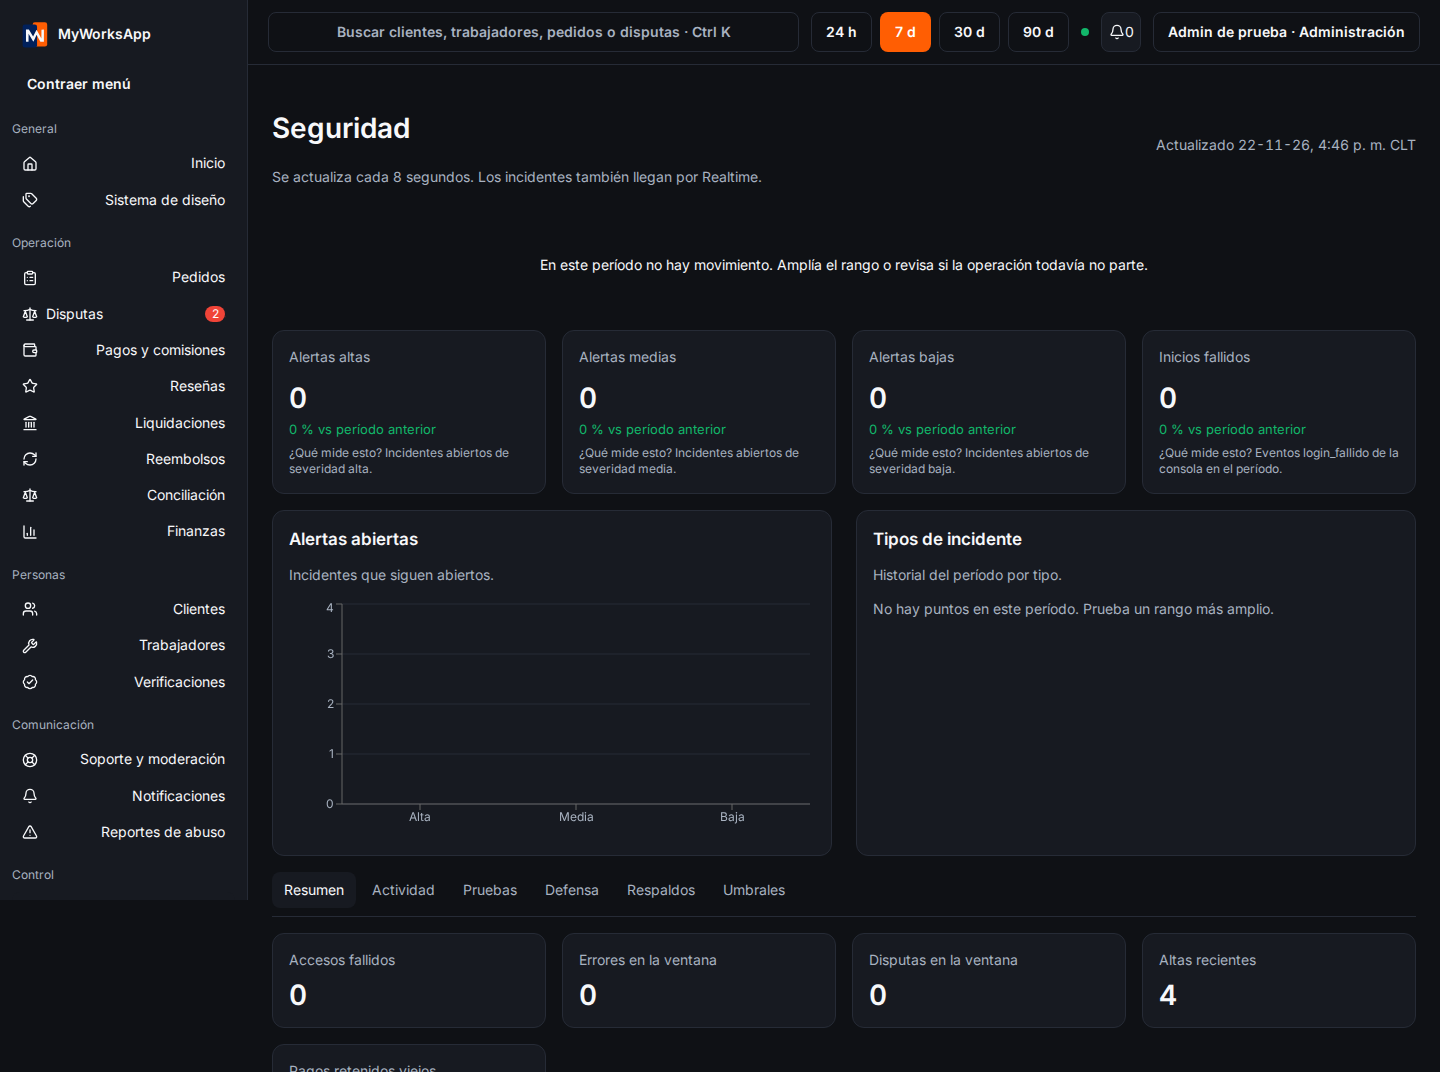 MyWorksApp
Contraer menú
General
Inicio
Sistema de diseño
Operación
Pedidos
Disputas 2
Pagos y comisiones
Reseñas
Liquidaciones
Reembolsos
Conciliación
Finanzas
Personas
Clientes
Trabajadores
Verificaciones
Comunicación
Soporte y moderación
Notificaciones
Reportes de abuso
Control
Buscar clientes, trabajadores, pedidos o disputas · Ctrl K
24 h
7 d
30 d
90 d
0
Admin de prueba · Administración
Seguridad
Actualizado 22-11-26, 4:46 p. m. CLT
Se actualiza cada 8 segundos. Los incidentes también llegan por Realtime.
En este período no hay movimiento. Amplía el rango o revisa si la operación todavía no parte.
Alertas altas
0
0 % vs período anterior
¿Qué mide esto? Incidentes abiertos de
severidad alta.
Alertas medias
0
0 % vs período anterior
¿Qué mide esto? Incidentes abiertos de
severidad media.
Alertas bajas
0
0 % vs período anterior
¿Qué mide esto? Incidentes abiertos de
severidad baja.
Inicios fallidos
0
0 % vs período anterior
¿Qué mide esto? Eventos login_fallido de la
consola en el período.
Alertas abiertas
Incidentes que siguen abiertos.
4
3
2
1
0
Alta
Media
Baja
Tipos de incidente
Historial del período por tipo.
No hay puntos en este período. Prueba un rango más amplio.
Resumen
Actividad
Pruebas
Defensa
Respaldos
Umbrales
Accesos fallidos
0
Errores en la ventana
0
Disputas en la ventana
0
Altas recientes
4
Pagos retenidos viejos